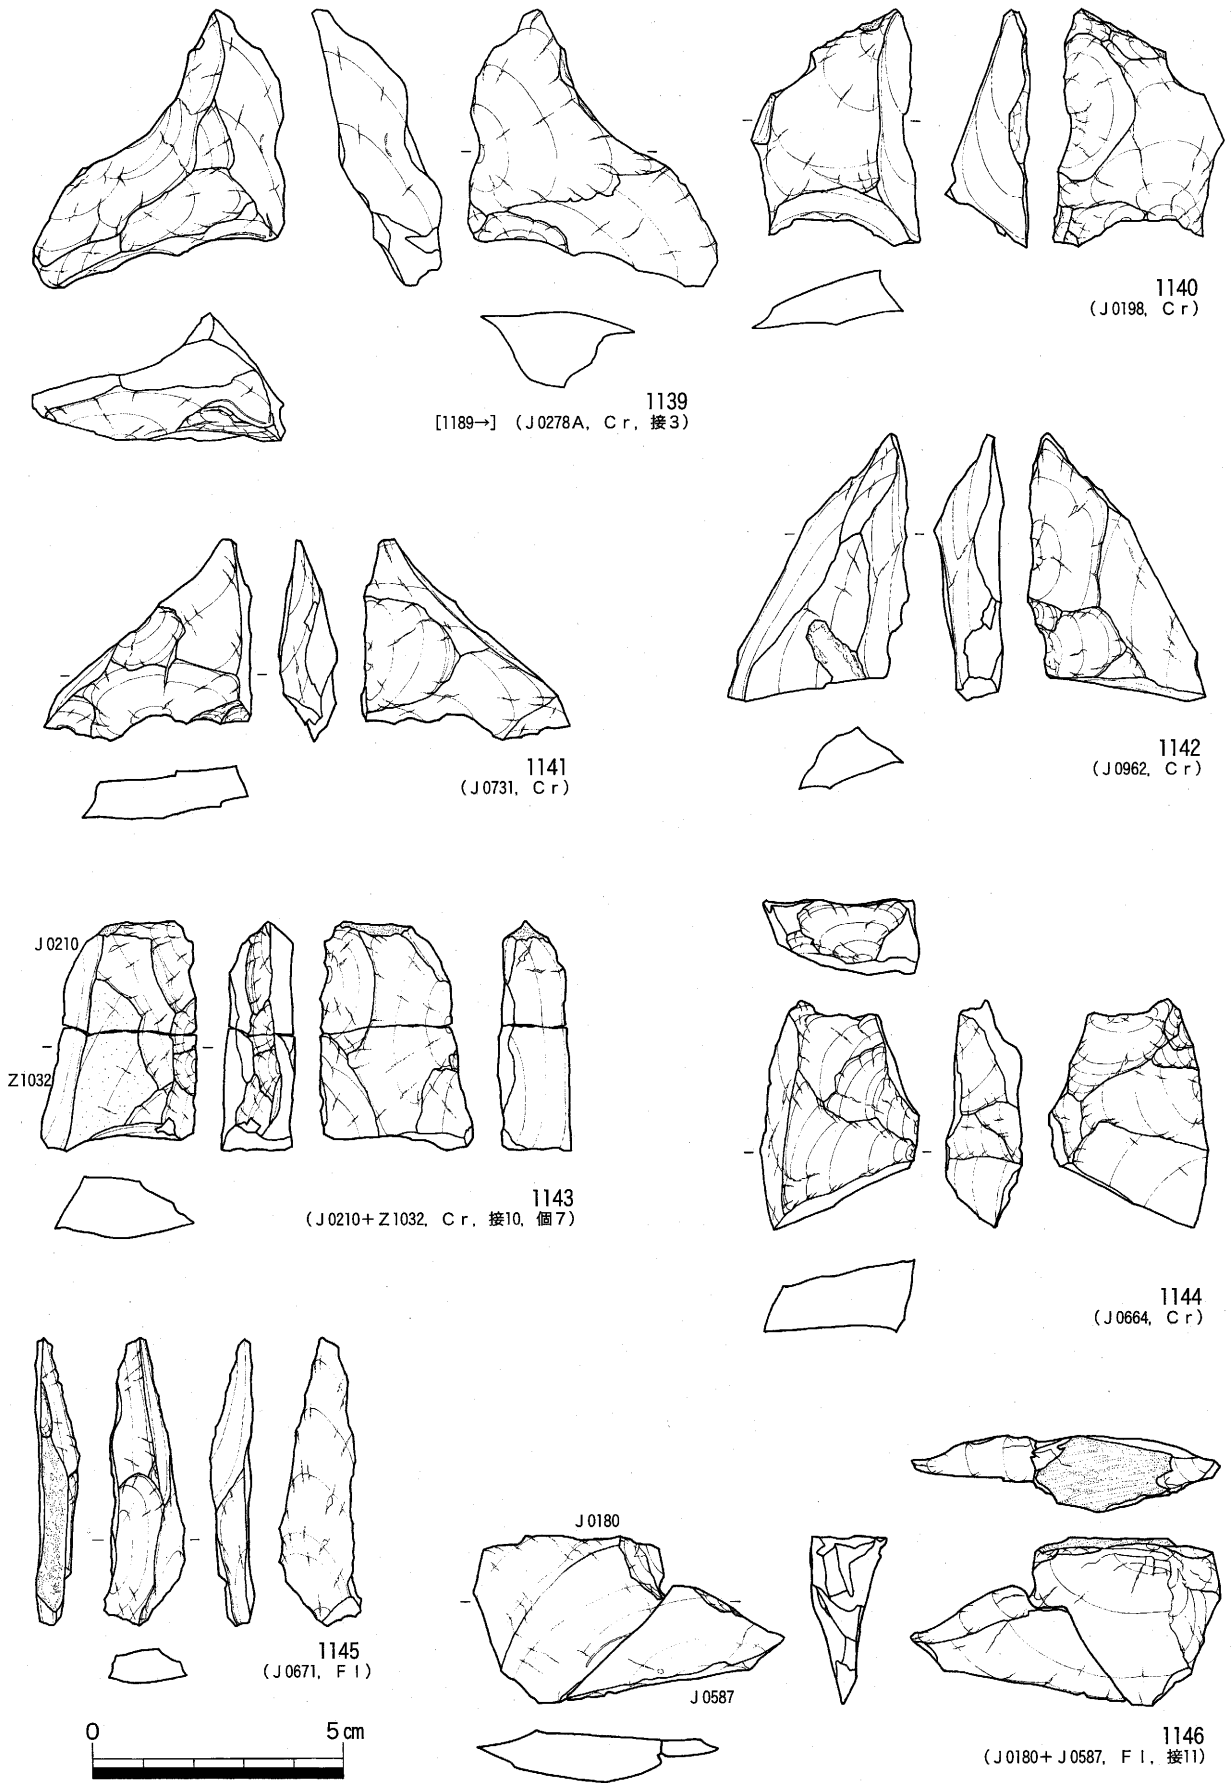 1139
[1189→] (J0278A, Cr, 接3)
1140
(J0198, Cr)
1141
(J0731, Cr)
1142
(J0962, Cr)
J0210
Z1032
1143
(J0210+Z1032, Cr, 接10, 個7)
1144
(J0664, Cr)
1145
(J0671, Fl)
J0180
J0587
1146
(J0180+J0587, Fl, 接11)
0 5cm